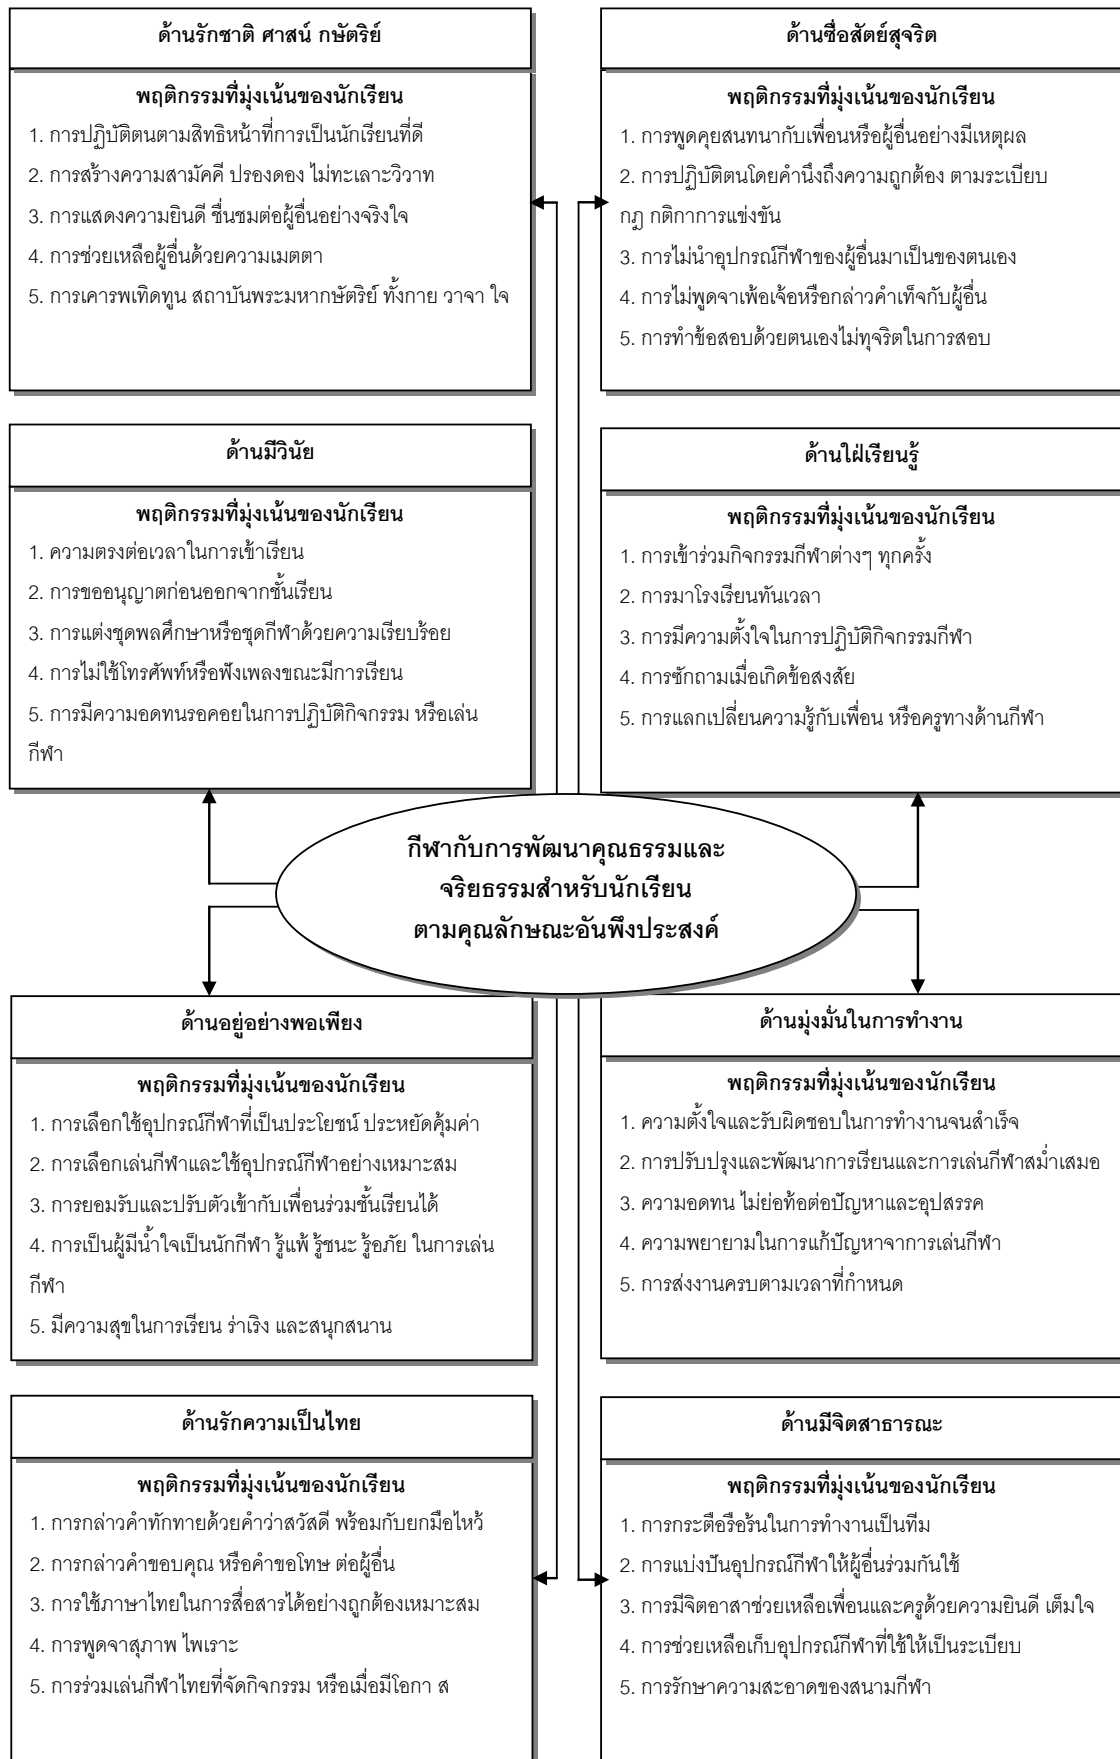 ด้านรักชาติ ศาสน์ กษัตริย์
พฤติกรรมที่มุ่งเน้นของนักเรียน
1. การปฏิบัติตนตามสิทธิหน้าที่การเป็นนักเรียนที่ดี
2. การสร้างความสามัคคี ปรองดอง ไม่ทะเลาะวิวาท
3. การแสดงความยินดี ชื่นชมต่อผู้อื่นอย่างจริงใจ
4. การช่วยเหลือผู้อื่นด้วยความเมตตา
5. การเคารพเทิดทูน สถาบันพระมหากษัตริย์ ทั้งกาย วาจา ใจ
ด้านซื่อสัตย์สุจริต
พฤติกรรมที่มุ่งเน้นของนักเรียน
1. การพูดคุยสนทนากับเพื่อนหรือผู้อื่นอย่างมีเหตุผล
2. การปฏิบัติตนโดยคำนึงถึงความถูกต้อง ตามระเบียบ
กฎ กติกาการแข่งขัน
3. การไม่นำอุปกรณ์กีฬาของผู้อื่นมาเป็นของตนเอง
4. การไม่พูดจาเพ้อเจ้อหรือกล่าวคำเท็จกับผู้อื่น
5. การทำข้อสอบด้วยตนเองไม่ทุจริตในการสอบ
ด้านมีวินัย
พฤติกรรมที่มุ่งเน้นของนักเรียน
1. ความตรงต่อเวลาในการเข้าเรียน
2. การขออนุญาตก่อนออกจากชั้นเรียน
3. การแต่งชุดพลศึกษาหรือชุดกีฬาด้วยความเรียบร้อย
4. การไม่ใช้โทรศัพท์หรือฟังเพลงขณะมีการเรียน
5. การมีความอดทนรอคอยในการปฏิบัติกิจกรรม หรือเล่น
กีฬา
ด้านใฝ่เรียนรู้
พฤติกรรมที่มุ่งเน้นของนักเรียน
1. การเข้าร่วมกิจกรรมกีฬาต่างๆ ทุกครั้ง
2. การมาโรงเรียนทันเวลา
3. การมีความตั้งใจในการปฏิบัติกิจกรรมกีฬา
4. การซักถามเมื่อเกิดข้อสงสัย
5. การแลกเปลี่ยนความรู้กับเพื่อน หรือครูทางด้านกีฬา
กีฬากับการพัฒนาคุณธรรมและ
จริยธรรมสำหรับนักเรียน
ตามคุณลักษณะอันพึงประสงค์
ด้านอยู่อย่างพอเพียง
พฤติกรรมที่มุ่งเน้นของนักเรียน
1. การเลือกใช้อุปกรณ์กีฬาที่เป็นประโยชน์ ประหยัดคุ้มค่า
2. การเลือกเล่นกีฬาและใช้อุปกรณ์กีฬาอย่างเหมาะสม
3. การยอมรับและปรับตัวเข้ากับเพื่อนร่วมชั้นเรียนได้
4. การเป็นผู้มีน้ำใจเป็นนักกีฬา รู้แพ้ รู้ชนะ รู้อภัย ในการเล่น
กีฬา
5. มีความสุขในการเรียน ร่าเริง และสนุกสนาน
ด้านมุ่งมั่นในการทำงาน
พฤติกรรมที่มุ่งเน้นของนักเรียน
1. ความตั้งใจและรับผิดชอบในการทำงานจนสำเร็จ
2. การปรับปรุงและพัฒนาการเรียนและการเล่นกีฬาสม่ำเสมอ
3. ความอดทน ไม่ย่อท้อต่อปัญหาและอุปสรรค
4. ความพยายามในการแก้ปัญหาจาการเล่นกีฬา
5. การส่งงานครบตามเวลาที่กำหนด
ด้านรักความเป็นไทย
พฤติกรรมที่มุ่งเน้นของนักเรียน
1. การกล่าวคำทักทายด้วยคำว่าสวัสดี พร้อมกับยกมือไหว้
2. การกล่าวคำขอบคุณ หรือคำขอโทษ ต่อผู้อื่น
3. การใช้ภาษาไทยในการสื่อสารได้อย่างถูกต้องเหมาะสม
4. การพูดจาสุภาพ ไพเราะ
5. การร่วมเล่นกีฬาไทยที่จัดกิจกรรม หรือเมื่อมีโอกา ส
ด้านมีจิตสาธารณะ
พฤติกรรมที่มุ่งเน้นของนักเรียน
1. การกระตือรือร้นในการทำงานเป็นทีม
2. การแบ่งปันอุปกรณ์กีฬาให้ผู้อื่นร่วมกันใช้
3. การมีจิตอาสาช่วยเหลือเพื่อนและครูด้วยความยินดี เต็มใจ
4. การช่วยเหลือเก็บอุปกรณ์กีฬาที่ใช้ให้เป็นระเบียบ
5. การรักษาความสะอาดของสนามกีฬา